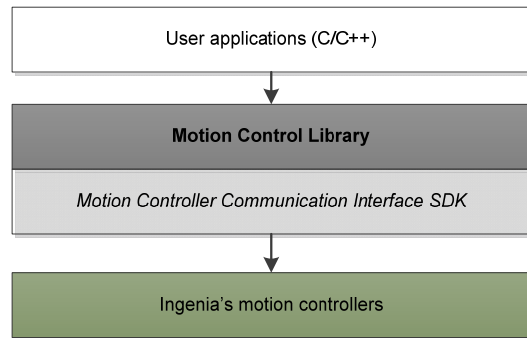 User applications (C/C++)
Motion Control Library
Motion Controller Communication Interface SDK
Ingenia's motion controllers